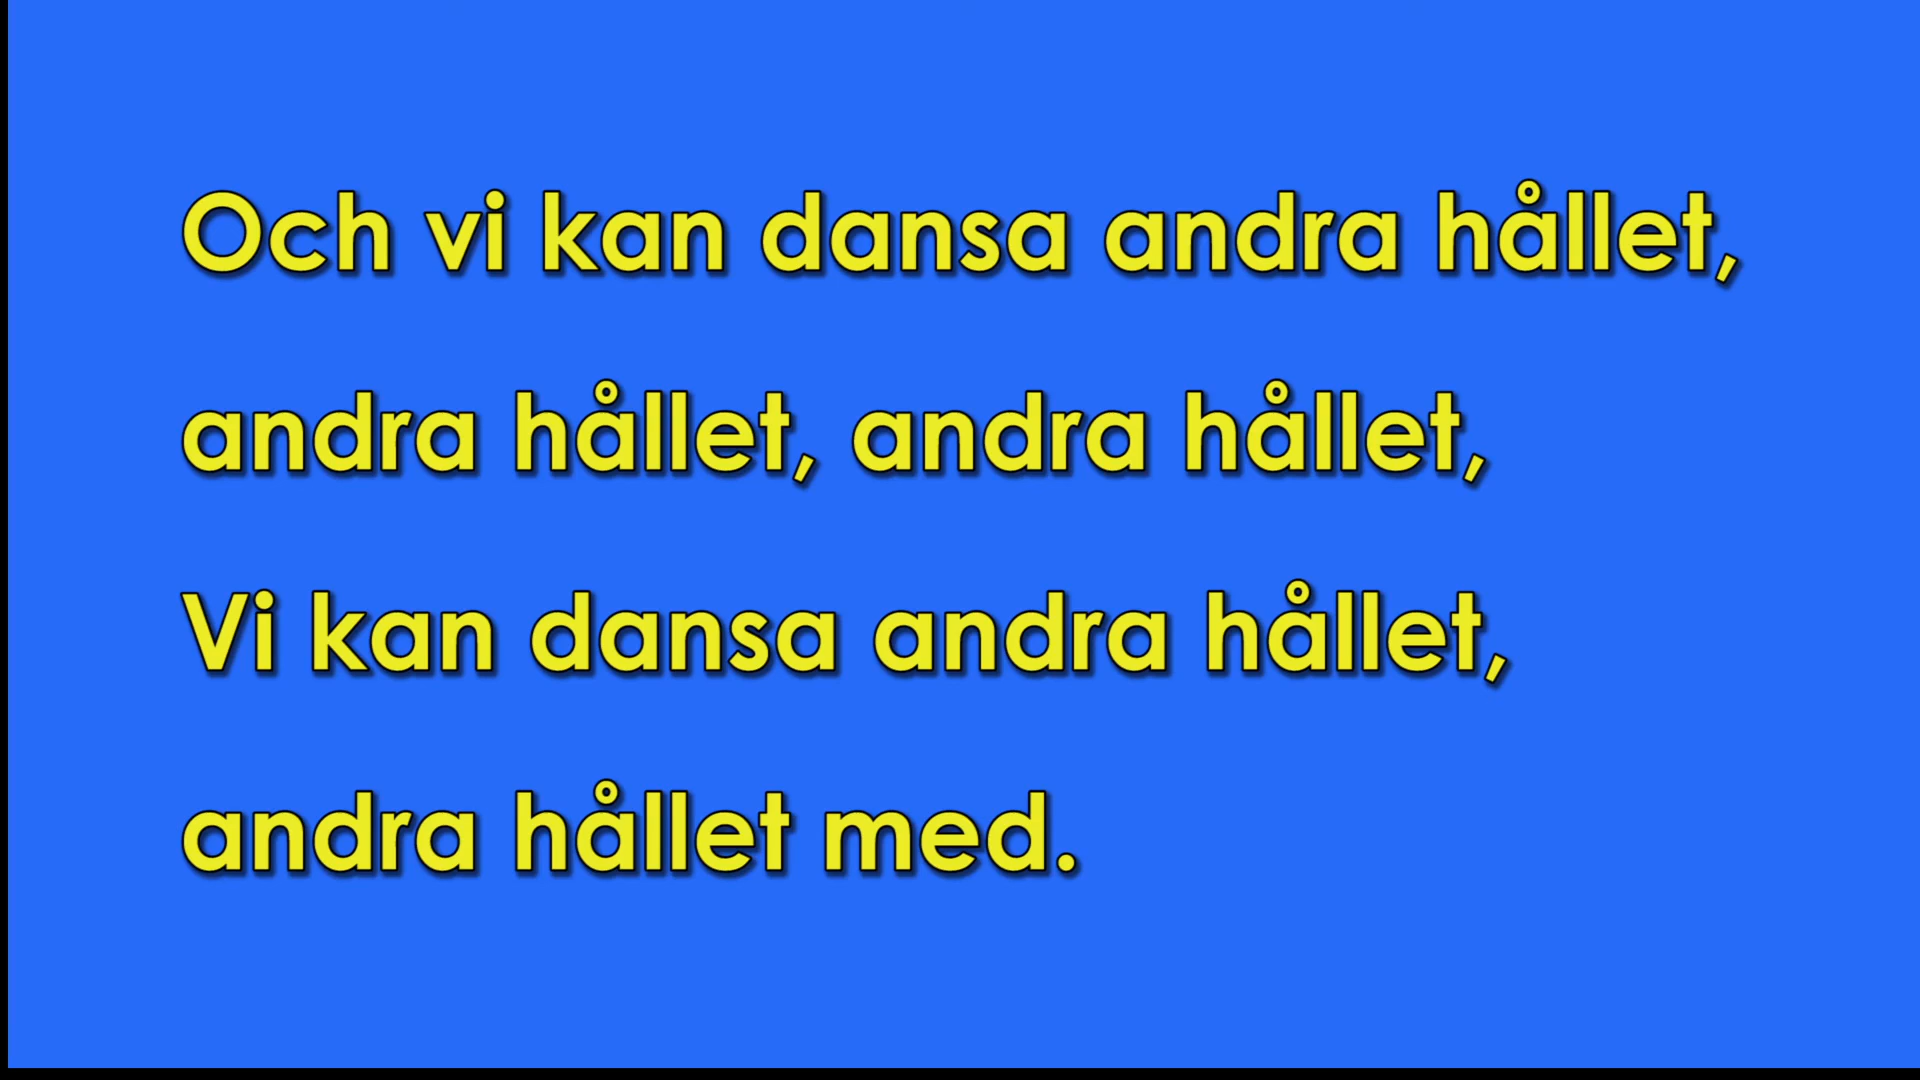 Och vi kan dansa andra hållet,
andra hållet, andra hållet,
Vi kan dansa andra hållet,
andra hållet med.